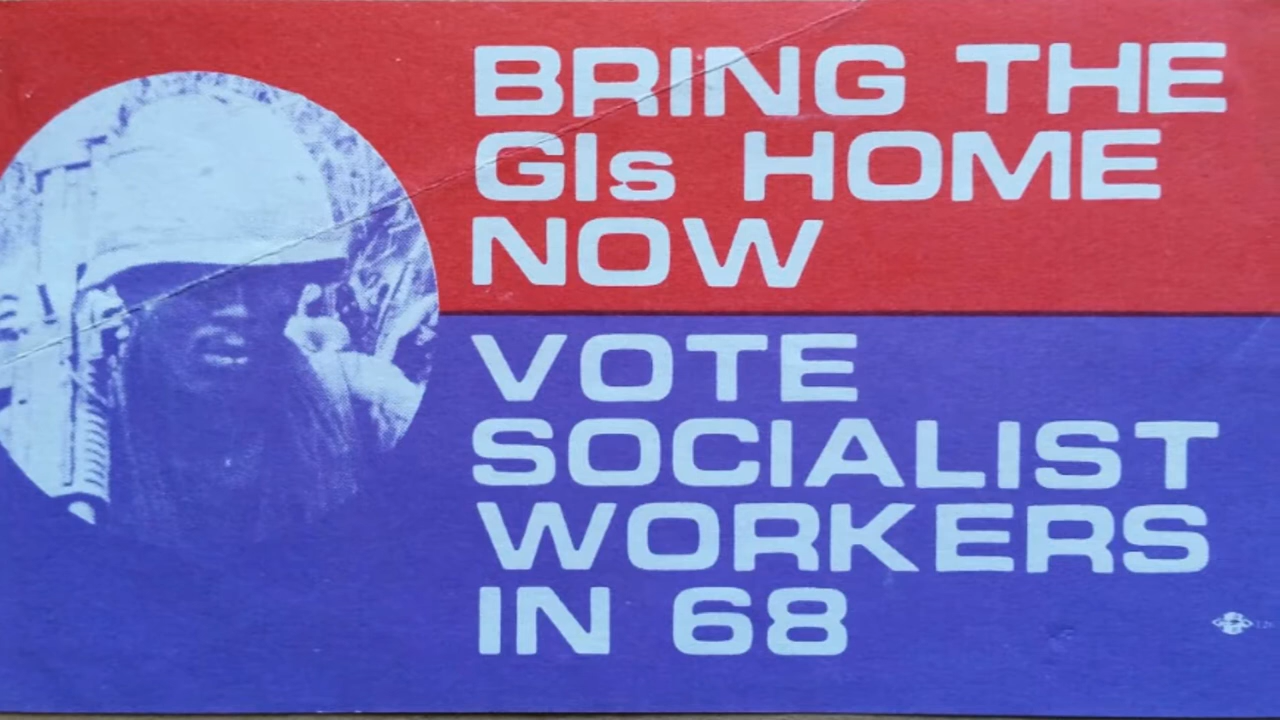 BRING THE
GIs HOME
NOW
VOTE
SOCIALIST
WORKERS
IN 68